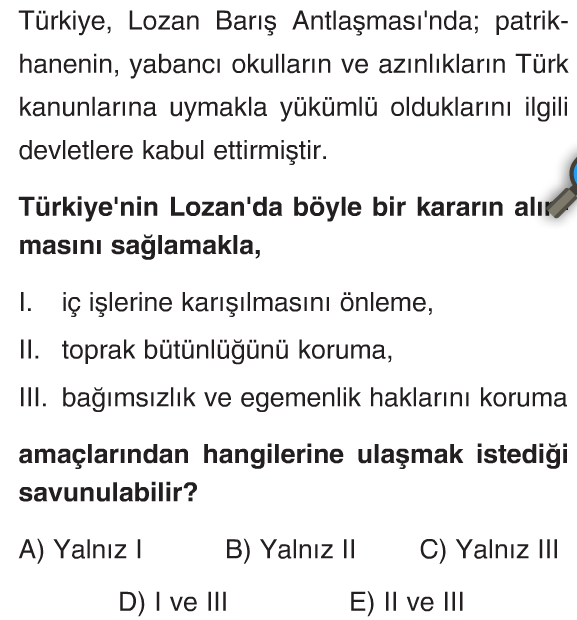 Türkiye, Lozan Barış Antlaşması'nda; patrik-
hanenin, yabancı okulların ve azınlıkların Türk
kanunlarına uymakla yükümlü olduklarını ilgili
devletlere kabul ettirmiştir.
Türkiye'nin Lozan'da böyle bir kararın alın-
masını sağlamakla,
I. iç işlerine karışılmasını önleme,
II. toprak bütünlüğünü koruma,
III. bağımsızlık ve egemenlik haklarını koruma
amaçlarından hangilerine ulaşmak istediği
savunulabilir?
A) Yalnız I B) Yalnız II C) Yalnız III
D) I ve III E) II ve III